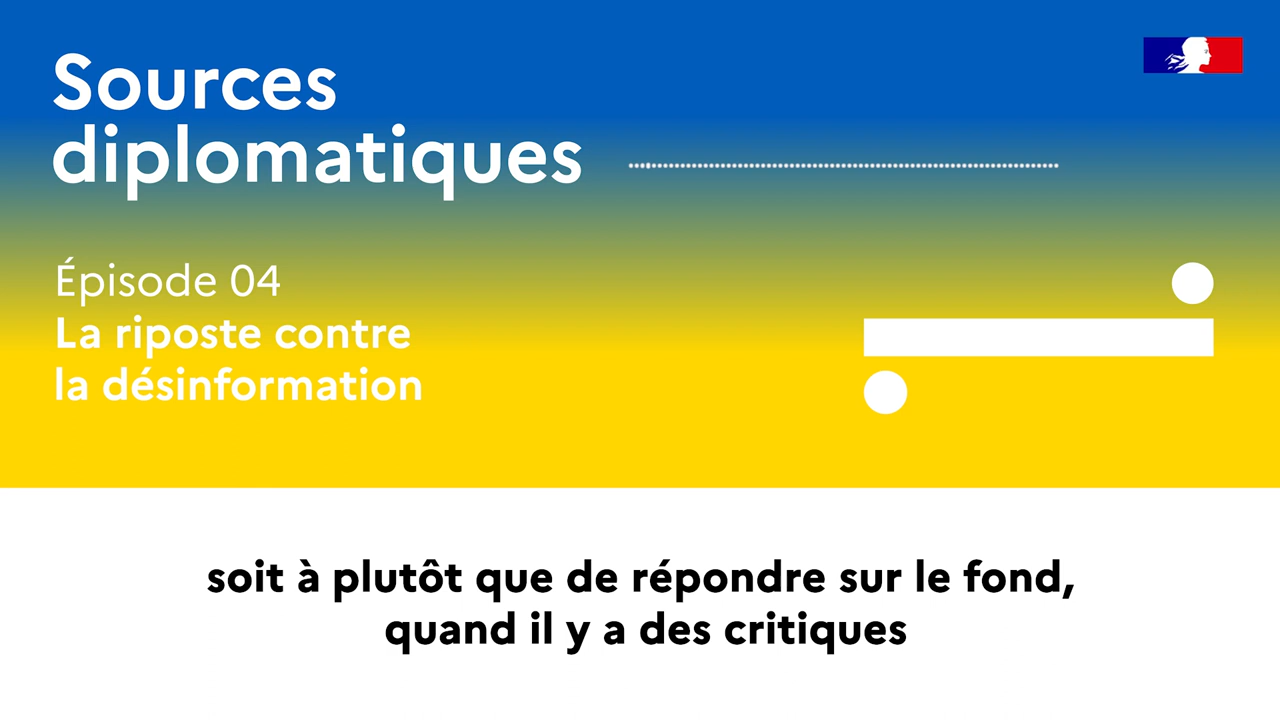 Sources
diplomatiques
Épisode 04
La riposte contre
la désinformation
soit à plutôt que de répondre sur le fond,
quand il y a des critiques